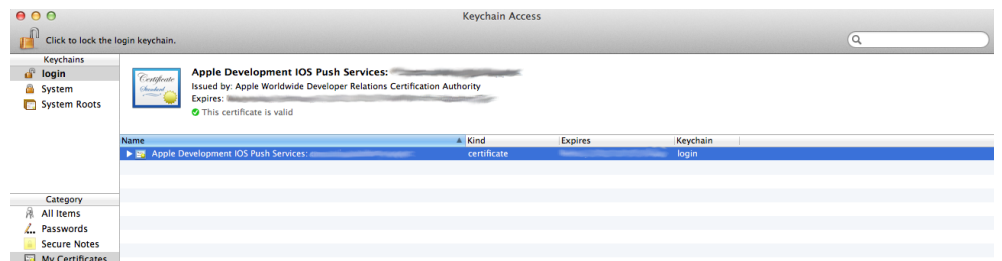 Keychain Access
Click to lock the login keychain.
Keychains
login
System
System Roots
Certificate
Standard
Apple Development IOS Push Services:
Issued by: Apple Worldwide Developer Relations Certification Authority
Expires:
This certificate is valid
Name Kind Expires Keychain
Apple Development IOS Push Services: certificate login
Category
All Items
Passwords
Secure Notes
My Certificates